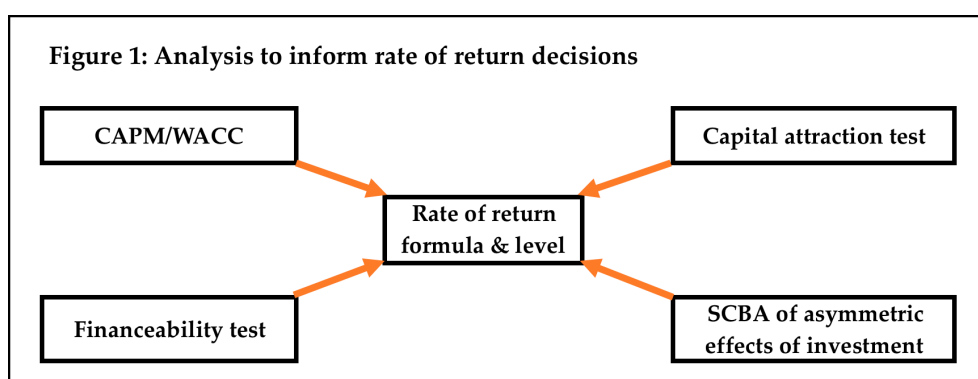 Figure 1: Analysis to inform rate of return decisions
CAPM/WACC
Capital attraction test
Rate of return
formula & level
Financeability test
SCBA of asymmetric
effects of investment